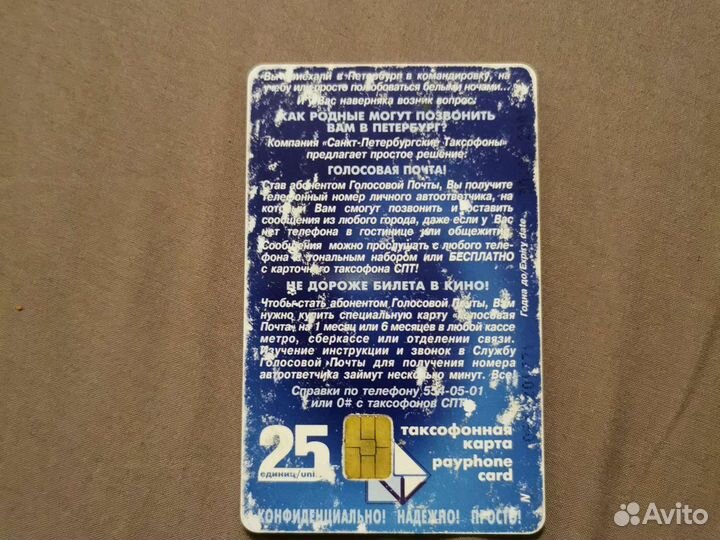 Вы приехали в Петербург в командировку, на
учебу или просто полюбоваться белыми ночами...
И у Вас наверняка возник вопрос:
КАК РОДНЫЕ МОГУТ ПОЗВОНИТЬ
ВАМ В ПЕТЕРБУРГ?
Компания «Санкт-Петербургские Таксофоны»
предлагает простое решение:
ГОЛОСОВАЯ ПОЧТА!
Став абонентом Голосовой Почты, Вы получите
телефонный номер личного автоответчика, на
который Вам смогут позвонить и оставить
сообщения из любого города, даже если у Вас
нет телефона в гостинице или общежитии.
Сообщения можно прослушать с любого теле-
фона с тональным набором или БЕСПЛАТНО
с карточного таксофона СПТ!
НЕ ДОРОЖЕ БИЛЕТА В КИНО!
Чтобы стать абонентом Голосовой Почты, Вам
нужно купить специальную карту «Голосовая
Почта» на 1 месяц или 6 месяцев в любой кассе
метро, сберкассе или отделении связи.
Изучение инструкции и звонок в Службу
Голосовой Почты для получения номера
автоответчика займут несколько минут. Все!
Справки по телефону 554-05-01
или 0# с таксофонов СПТ
25
единиц/uni
таксофонная
карта
payphone
card
КОНФИДЕНЦИАЛЬНО! НАДЕЖНО! ПРОСТО!
Годна до/Expiry date
N
Avito